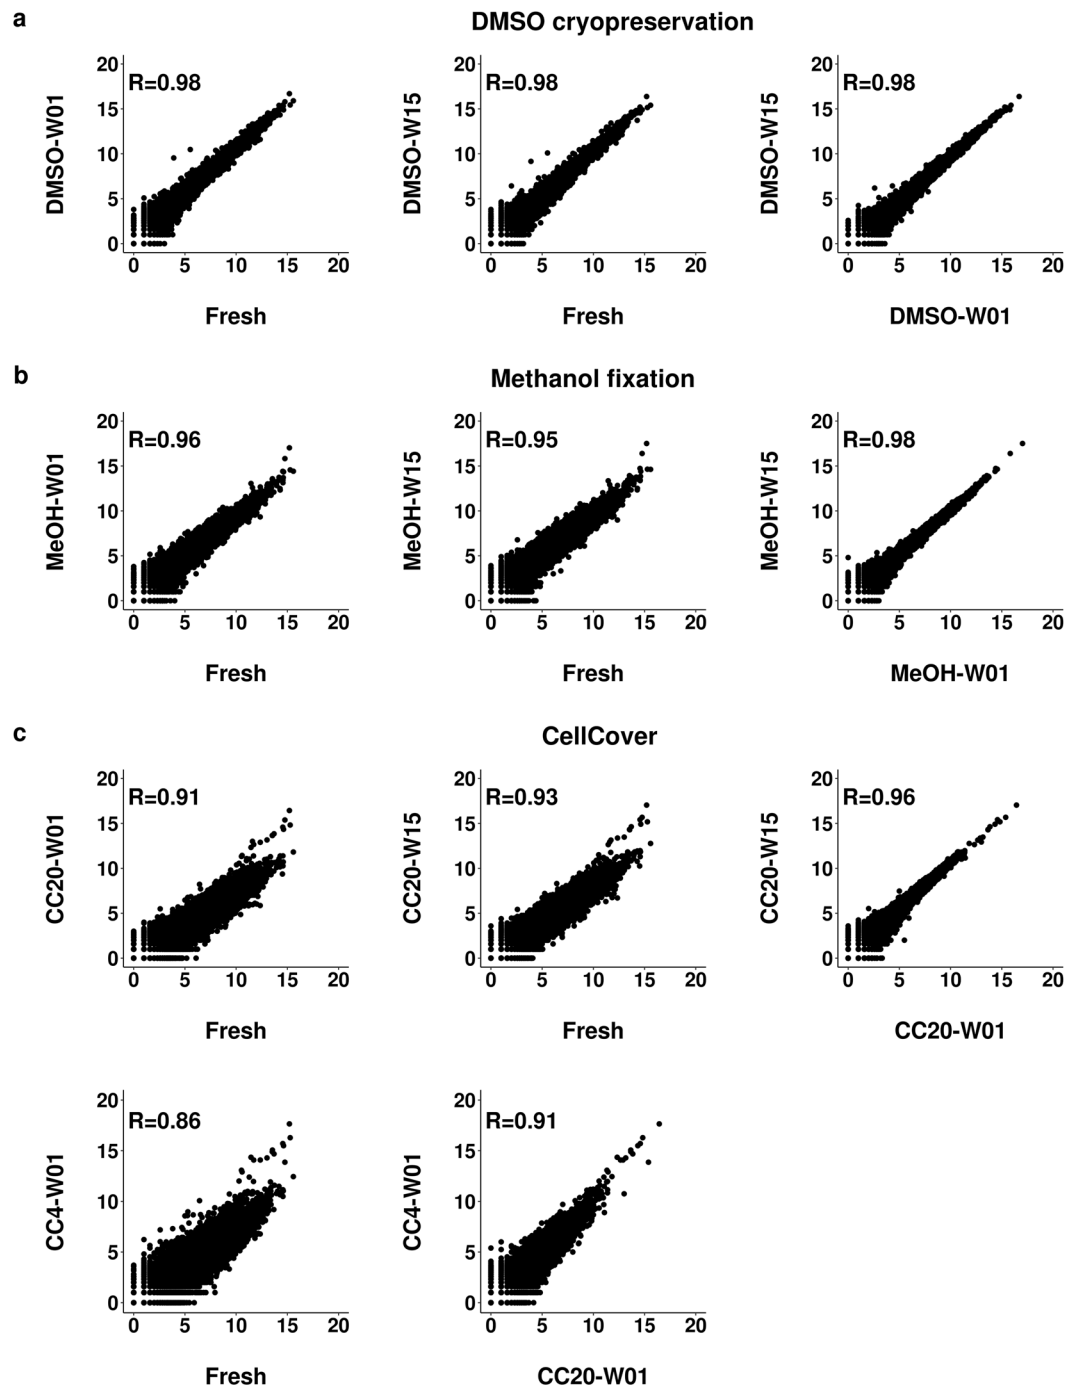 a
DMSO cryopreservation
R=0.98
20
15
10
5
0
DMSO-W01
0 5 10 15 20
Fresh
R=0.98
20
15
10
5
0
DMSO-W15
0 5 10 15 20
Fresh
R=0.98
20
15
10
5
0
DMSO-W15
0 5 10 15 20
DMSO-W01
b
Methanol fixation
R=0.96
20
15
10
5
0
MeOH-W01
0 5 10 15 20
Fresh
R=0.95
20
15
10
5
0
MeOH-W15
0 5 10 15 20
Fresh
R=0.98
20
15
10
5
0
MeOH-W15
0 5 10 15 20
MeOH-W01
c
CellCover
R=0.91
20
15
10
5
0
CC20-W01
0 5 10 15 20
Fresh
R=0.93
20
15
10
5
0
CC20-W15
0 5 10 15 20
Fresh
R=0.96
20
15
10
5
0
CC20-W15
0 5 10 15 20
CC20-W01
R=0.86
20
15
10
5
0
CC4-W01
0 5 10 15 20
Fresh
R=0.91
20
15
10
5
0
CC4-W01
0 5 10 15 20
CC20-W01